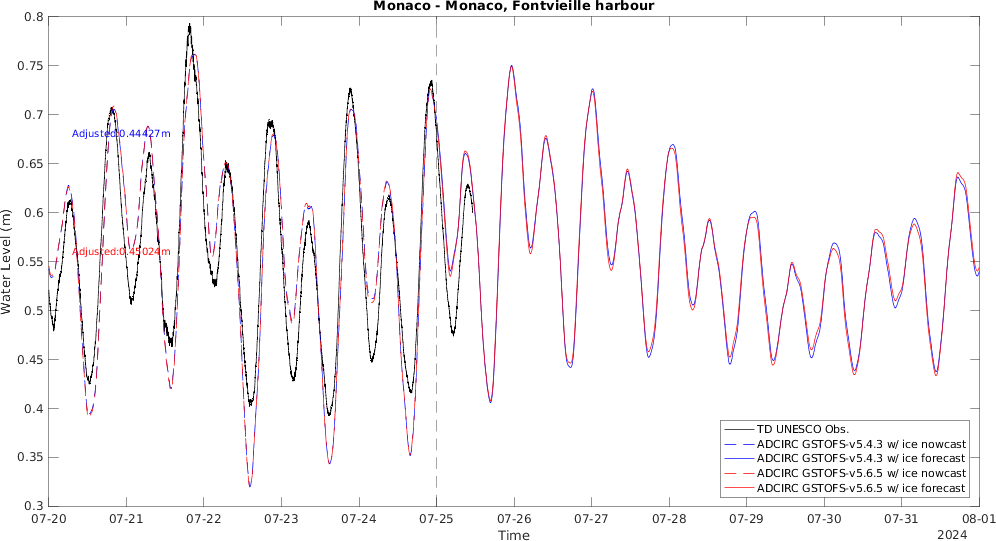 Monaco - Monaco, Fontvieille harbour
0.8
0.75
0.7
0.65
0.6
0.55
0.5
0.45
0.4
0.35
0.3
Water Level (m)
Adjusted:0.44427m
Adjusted:0.45024m
TD UNESCO Obs.
ADCIRC GSTOFS-v5.4.3 w/ ice nowcast
ADCIRC GSTOFS-v5.4.3 w/ ice forecast
ADCIRC GSTOFS-v5.6.5 w/ ice nowcast
ADCIRC GSTOFS-v5.6.5 w/ ice forecast
07-20 07-21 07-22 07-23 07-24 07-25 07-26 07-27 07-28 07-29 07-30 07-31 08-01
Time
2024